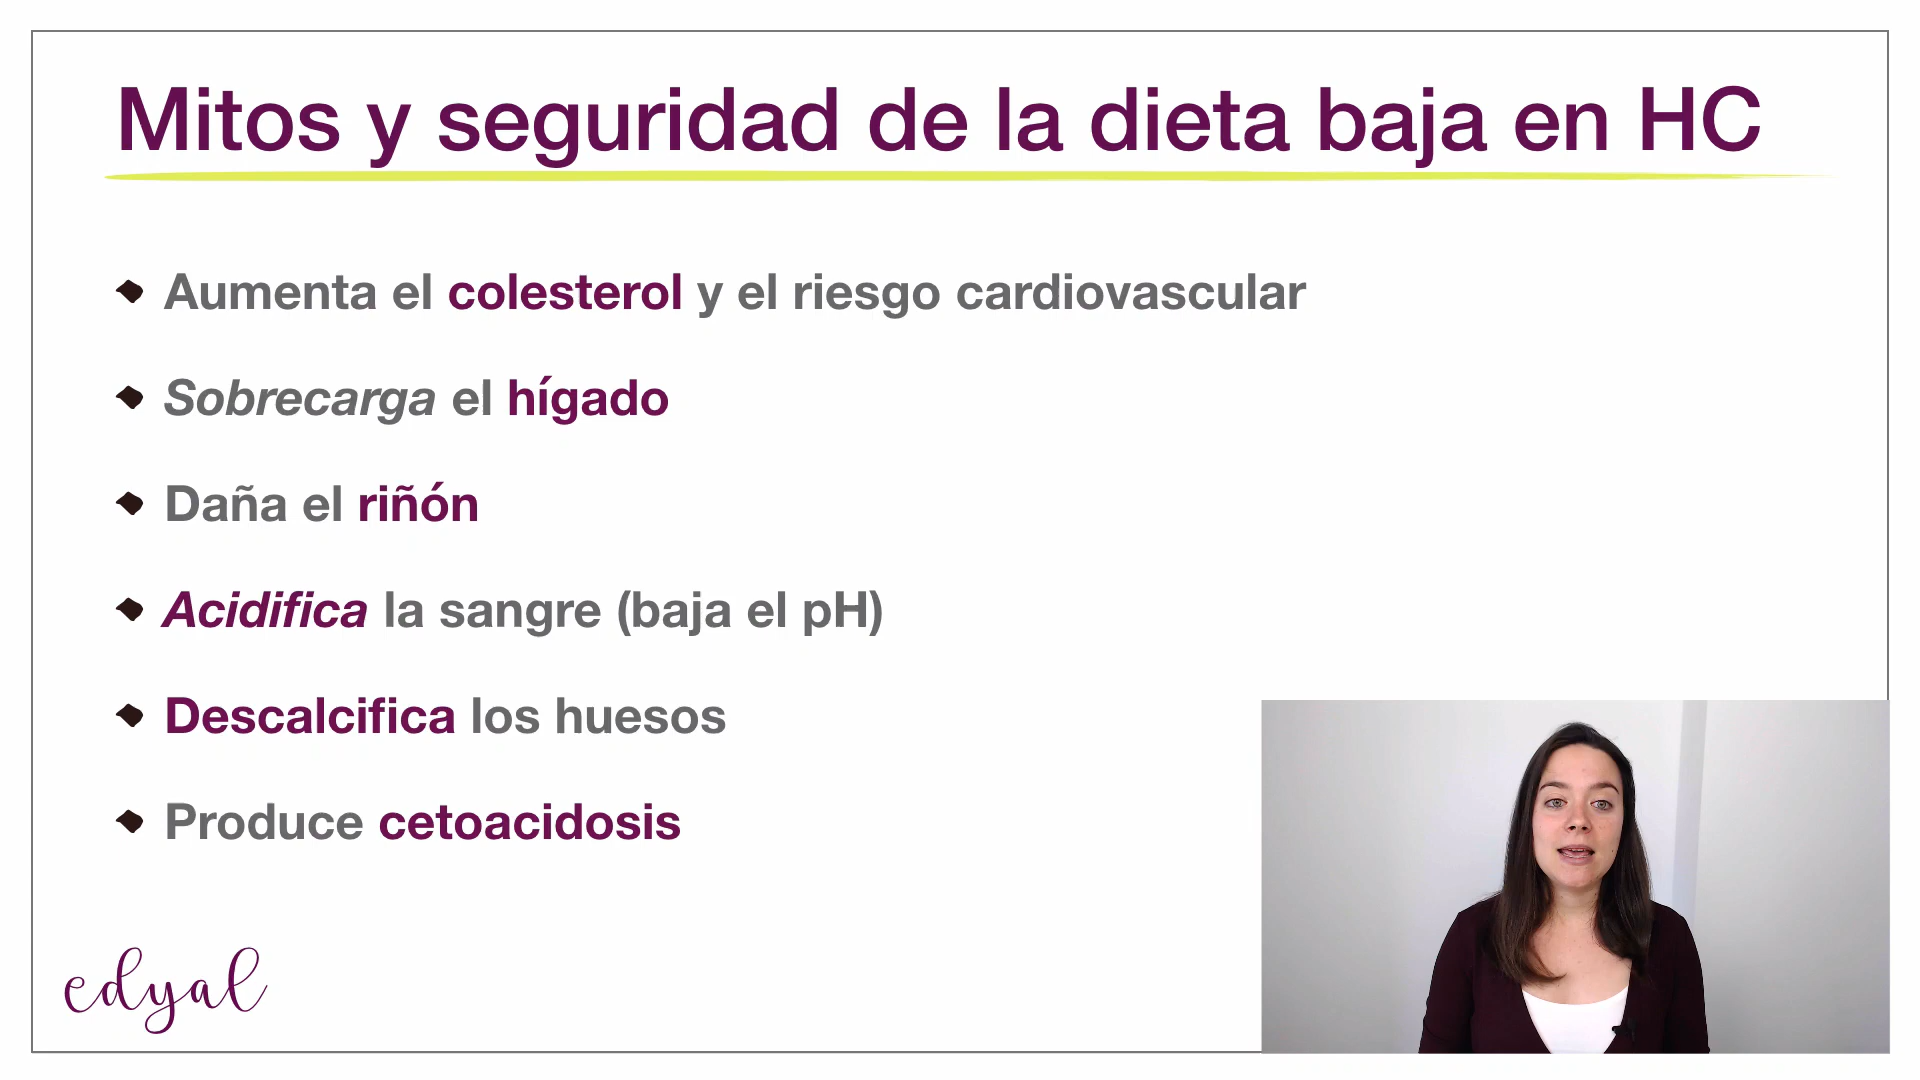 Mitos y seguridad de la dieta baja en HC
Aumenta el colesterol y el riesgo cardiovascular
Sobrecarga el hígado
Daña el riñón
Acidifica la sangre (baja el pH)
Descalcifica los huesos
Produce cetoacidosis
edyal